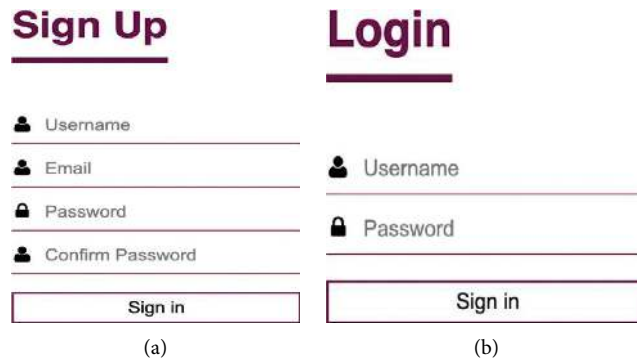 Sign Up
Username
Email
Password
Confirm Password
Sign in
(a)
Login
Username
Password
Sign in
(b)